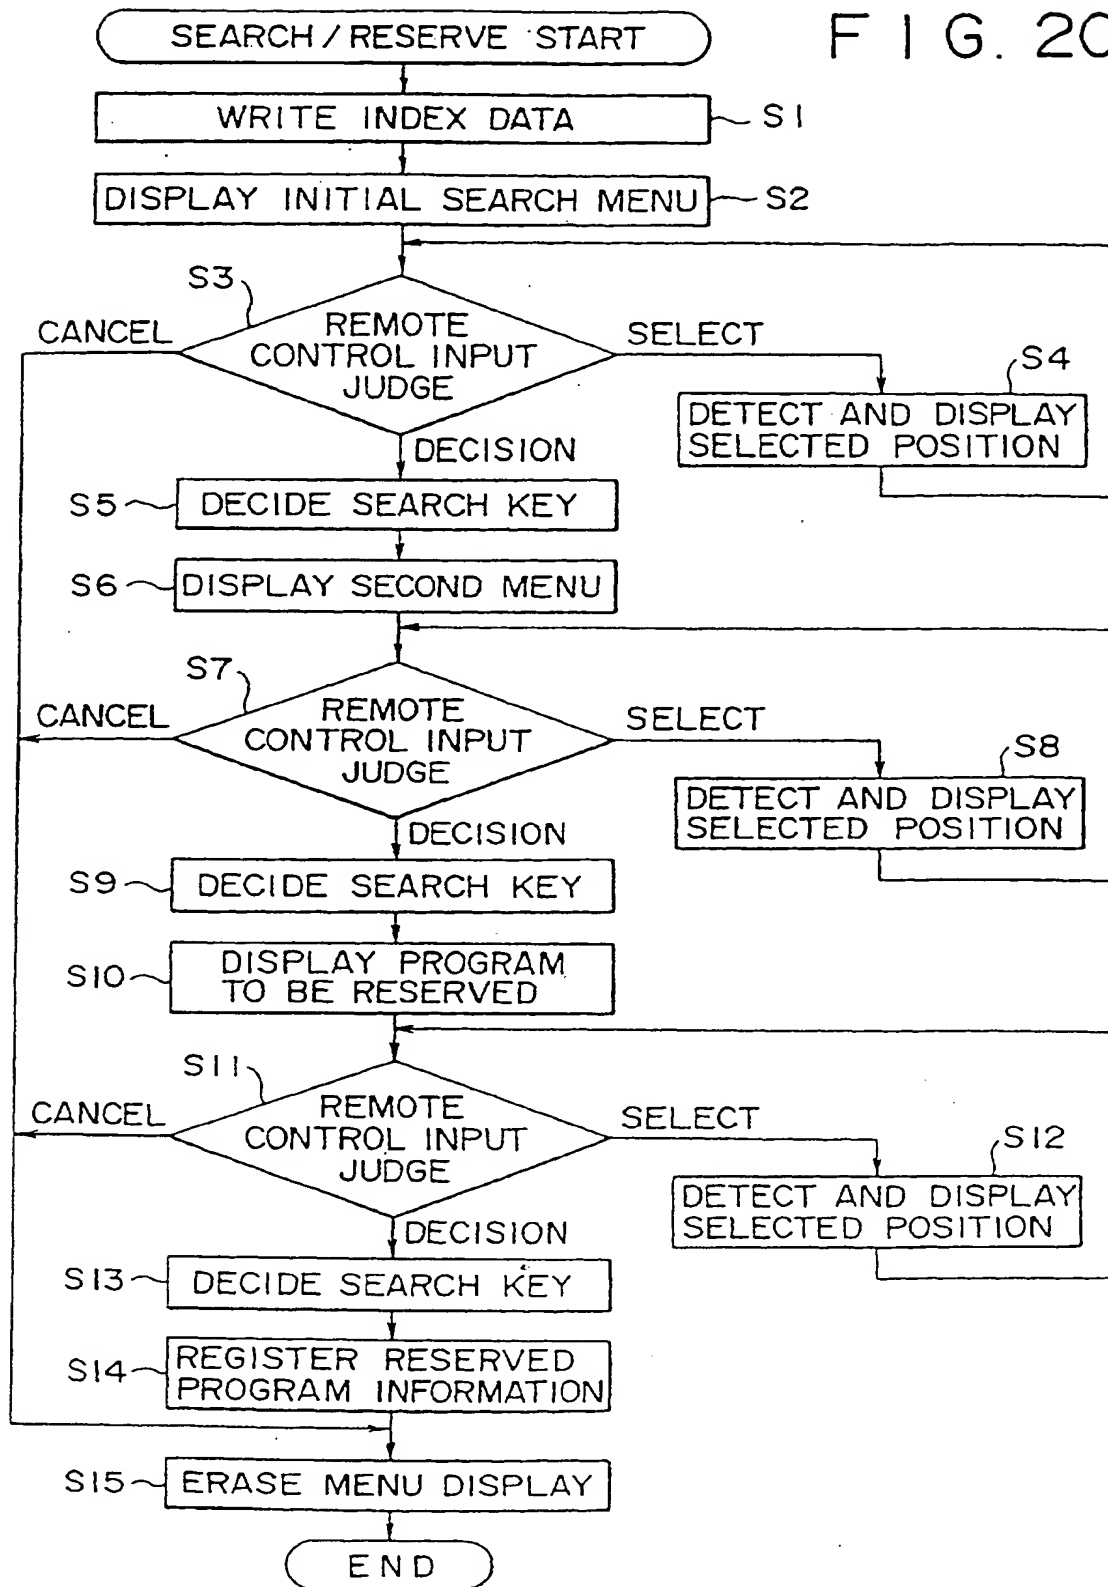 SEARCH / RESERVE START
FIG. 20
WRITE INDEX DATA
S1
DISPLAY INITIAL SEARCH MENU
S2
S3
CANCEL
REMOTE
CONTROL INPUT
JUDGE
SELECT
S4
DETECT AND DISPLAY
SELECTED POSITION
DECISION
S5
DECIDE SEARCH KEY
S6
DISPLAY SECOND MENU
S7
CANCEL
REMOTE
CONTROL INPUT
JUDGE
SELECT
S8
DETECT AND DISPLAY
SELECTED POSITION
DECISION
S9
DECIDE SEARCH KEY
S10
DISPLAY PROGRAM
TO BE RESERVED
S11
CANCEL
REMOTE
CONTROL INPUT
JUDGE
SELECT
S12
DETECT AND DISPLAY
SELECTED POSITION
DECISION
S13
DECIDE SEARCH KEY
S14
REGISTER RESERVED
PROGRAM INFORMATION
S15
ERASE MENU DISPLAY
END